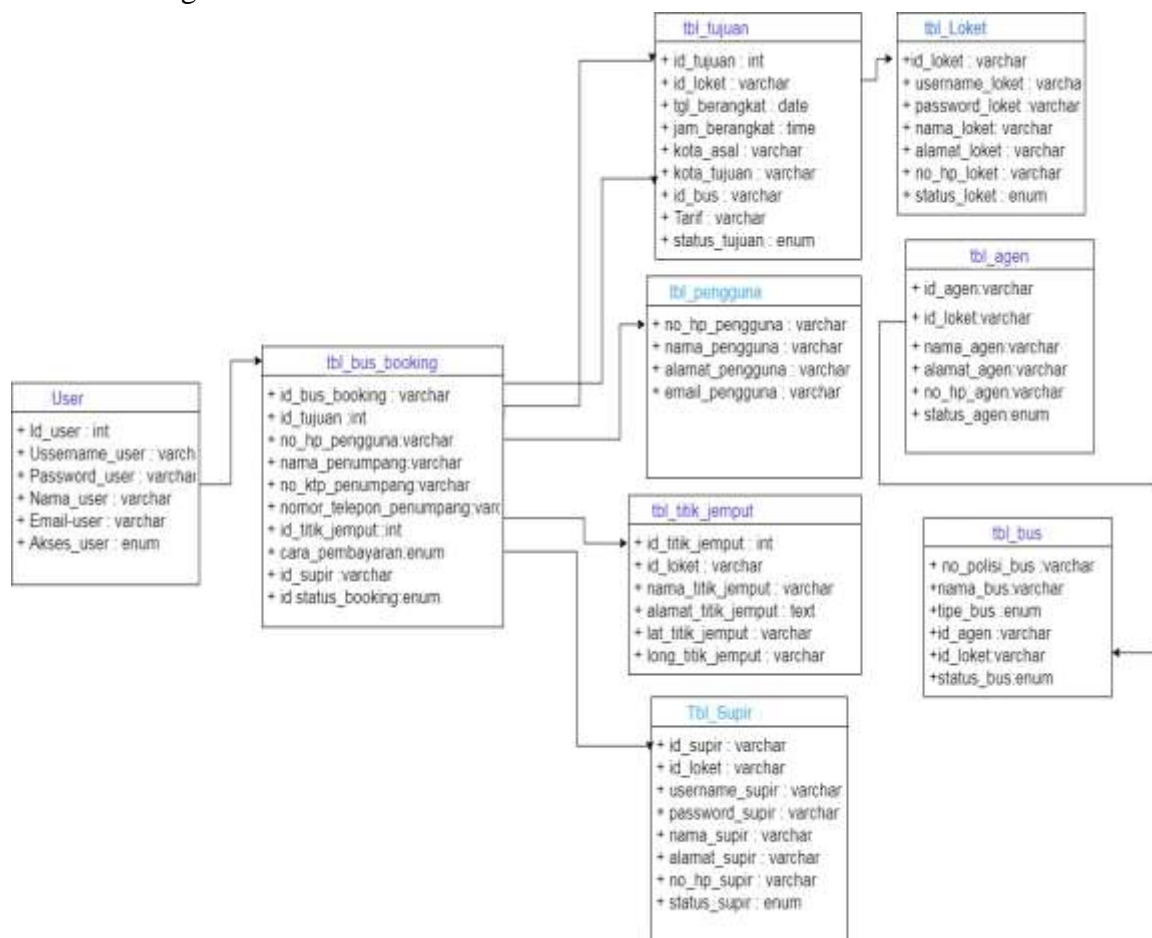 tbl_tujuan
+ id_tujuan : int
+ id_loket : varchar
+ tgl_berangkat : date
+ jam_berangkat : time
+ kota_asal : varchar
+ kota_tujuan : varchar
+ id_bus : varchar
+ Tarif : varchar
+ status_tujuan : enum
tbl_Loket
+id_loket : varchar
+ username_loket : varcha
+ password_loket :varchar
+ nama_loket: varchar
+ alamat_loket : varchar
+ no_hp_loket : varchar
+ status_loket : enum
tbl_agen
+ id_agen:varchar
+ id_loket:varchar
+ nama_agen:varchar
+ alamat_agen:varchar
+ no_hp_agen:varchar
+ status_agen:enum
tbl_pengguna
+ no_hp_pengguna : varchar
+ nama_pengguna : varchar
+ alamat_pengguna : varchar
+ email_pengguna : varchar
tbl_bus_booking
+ id_bus_booking : varchar
+ id_tujuan :int
+ no_hp_pengguna:varchar
+ nama_penumpang:varchar
+ no_ktp_penumpang:varchar
+ nomor_telepon_penumpang:varc
+ id_titik_jemput::int
+ cara_pembayaran:enum
+ id_supir :varchar
+ id status_booking:enum
User
+ Id_user : int
+ Ussername_user : varch
+ Password_user : varchar
+ Nama_user : varchar
+ Email-user : varchar
+ Akses_user : enum
tbl_titik_jemput
+ id_titik_jemput : int
+ id_loket : varchar
+ nama_titik_jemput : varchar
+ alamat_titik_jemput : text
+ lat_titik_jemput : varchar
+ long_titik_jemput : varchar
tbl_bus
+ no_polisi_bus :varchar
+nama_bus:varchar
+tipe_bus :enum
+id_agen :varchar
+id_loket:varchar
+status_bus:enum
Tbl_Supir
+ id_supir : varchar
+ id_loket : varchar
+ username_supir : varchar
+ password_supir : varchar
+ nama_supir : varchar
+ alamat_supir : varchar
+ no_hp_supir : varchar
+ status_supir : enum